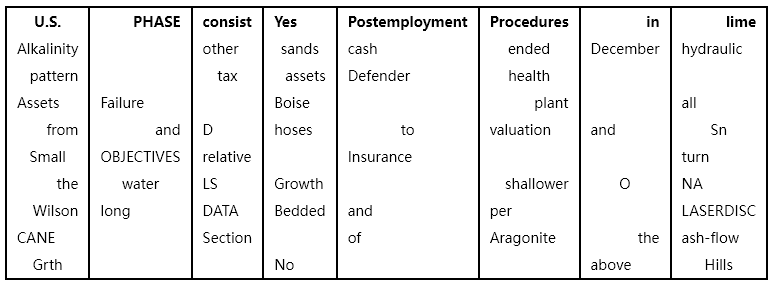 U.S. PHASE consist Yes Postemployment Procedures in lime
Alkalinity other sands cash ended December hydraulic
pattern tax assets Defender health
Assets Failure Boise plant all
from and D hoses to valuation and Sn
Small OBJECTIVES relative Insurance turn
the water LS Growth shallower O NA
Wilson long DATA Bedded and per LASERDISC
CANE Section of Aragonite the ash-flow
Grth No above Hills